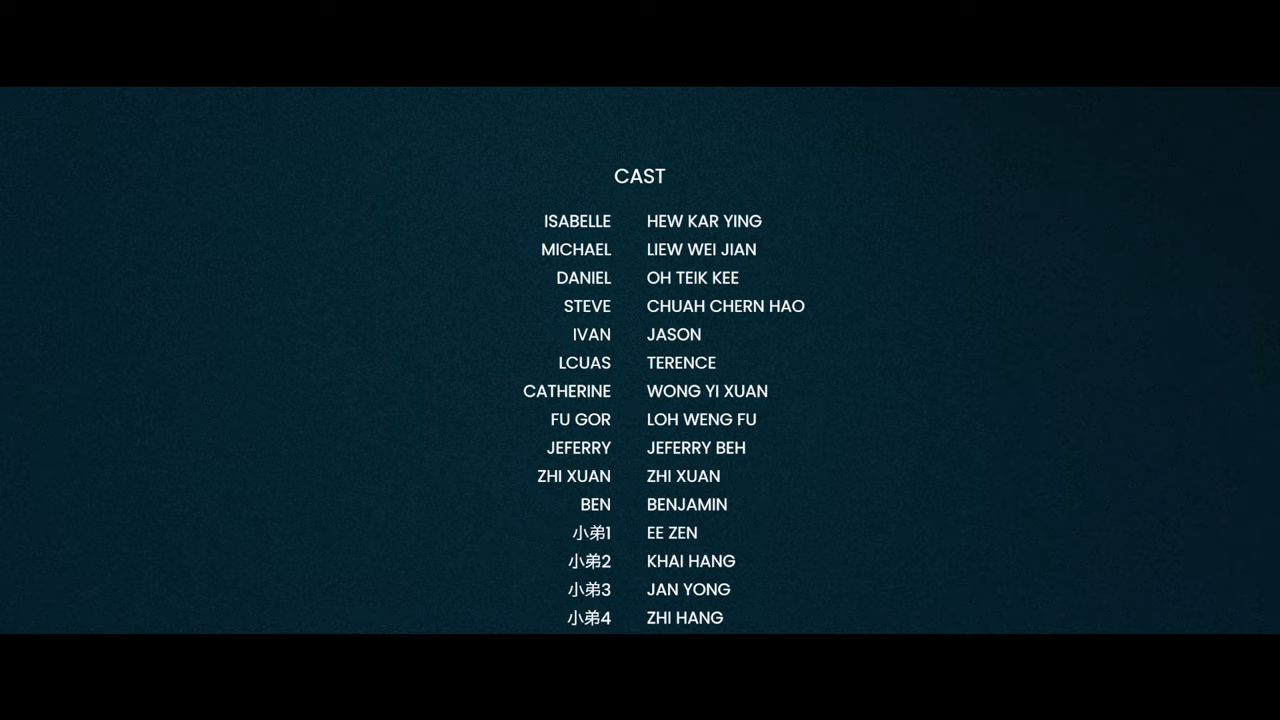 CAST
ISABELLE HEW KAR YING
MICHAEL LIEW WEI JIAN
DANIEL OH TEIK KEE
STEVE CHUAH CHERN HAO
IVAN JASON
LCUAS TERENCE
CATHERINE WONG YI XUAN
FU GOR LOH WENG FU
JEFERRY JEFERRY BEH
ZHI XUAN ZHI XUAN
BEN BENJAMIN
小弟1 EE ZEN
小弟2 KHAI HANG
小弟3 JAN YONG
小弟4 ZHI HANG